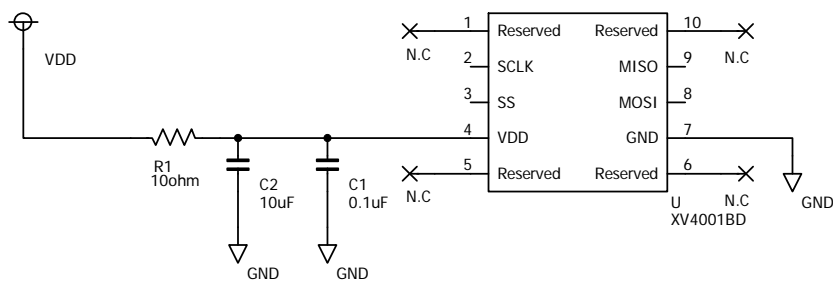 1 Reserved Reserved 10
N.C N.C
VDD
2 SCLK MISO 9
3 SS MOSI 8
4 VDD GND 7
R1
10ohm
C2
10uF
C1
0.1uF
5 Reserved Reserved 6
N.C N.C
GND
U
XV4001BD
GND GND